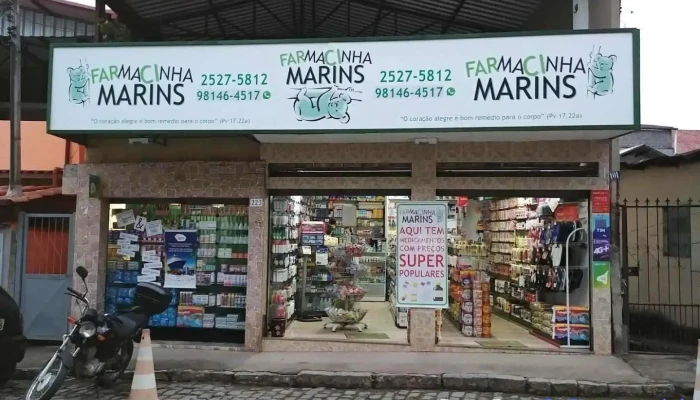 FARMACINHA
MARINS
2527-5812
98146-4517
"O coração alegre é bom remédio para o corpo" (Pv 17:22a)
FARMACINHA
MARINS
2527-5812
98146-4517
FARMACINHA
MARINS
"O coração alegre é bom remédio para o corpo" (Pv 17:22a)
223
FARMACINHA
MARINS
AQUI TEM
MEDICAMENTOS
COM PREÇOS
SUPER
POPULARES
TIM